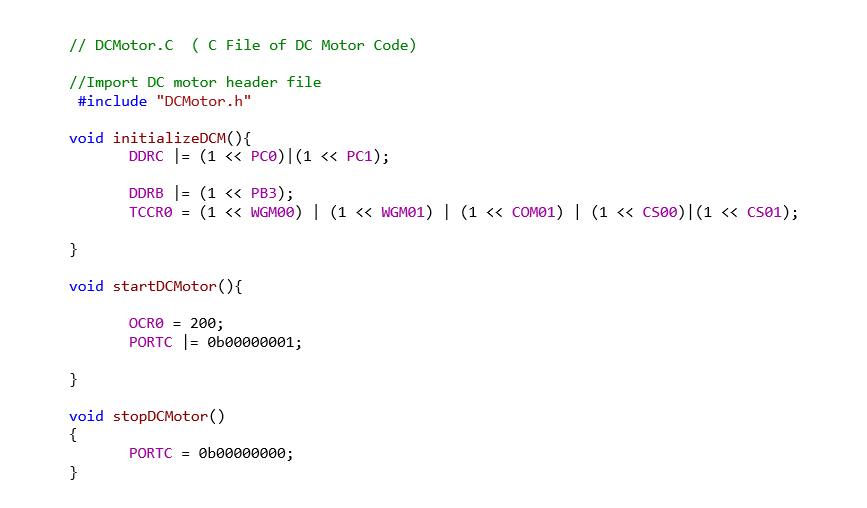 // DCMotor.C  ( C File of DC Motor Code)
//Import DC motor header file
#include "DCMotor.h"
void initializeDCM(){
DDRC |= (1 << PC0)|(1 << PC1);
DDRB |= (1 << PB3);
TCCR0 = (1 << WGM00) | (1 << WGM01) | (1 << COM01) | (1 << CS00)|(1 << CS01);
}
void startDCMotor(){
OCR0 = 200;
PORTC |= 0b00000001;
}
void stopDCMotor()
{
PORTC = 0b00000000;
}